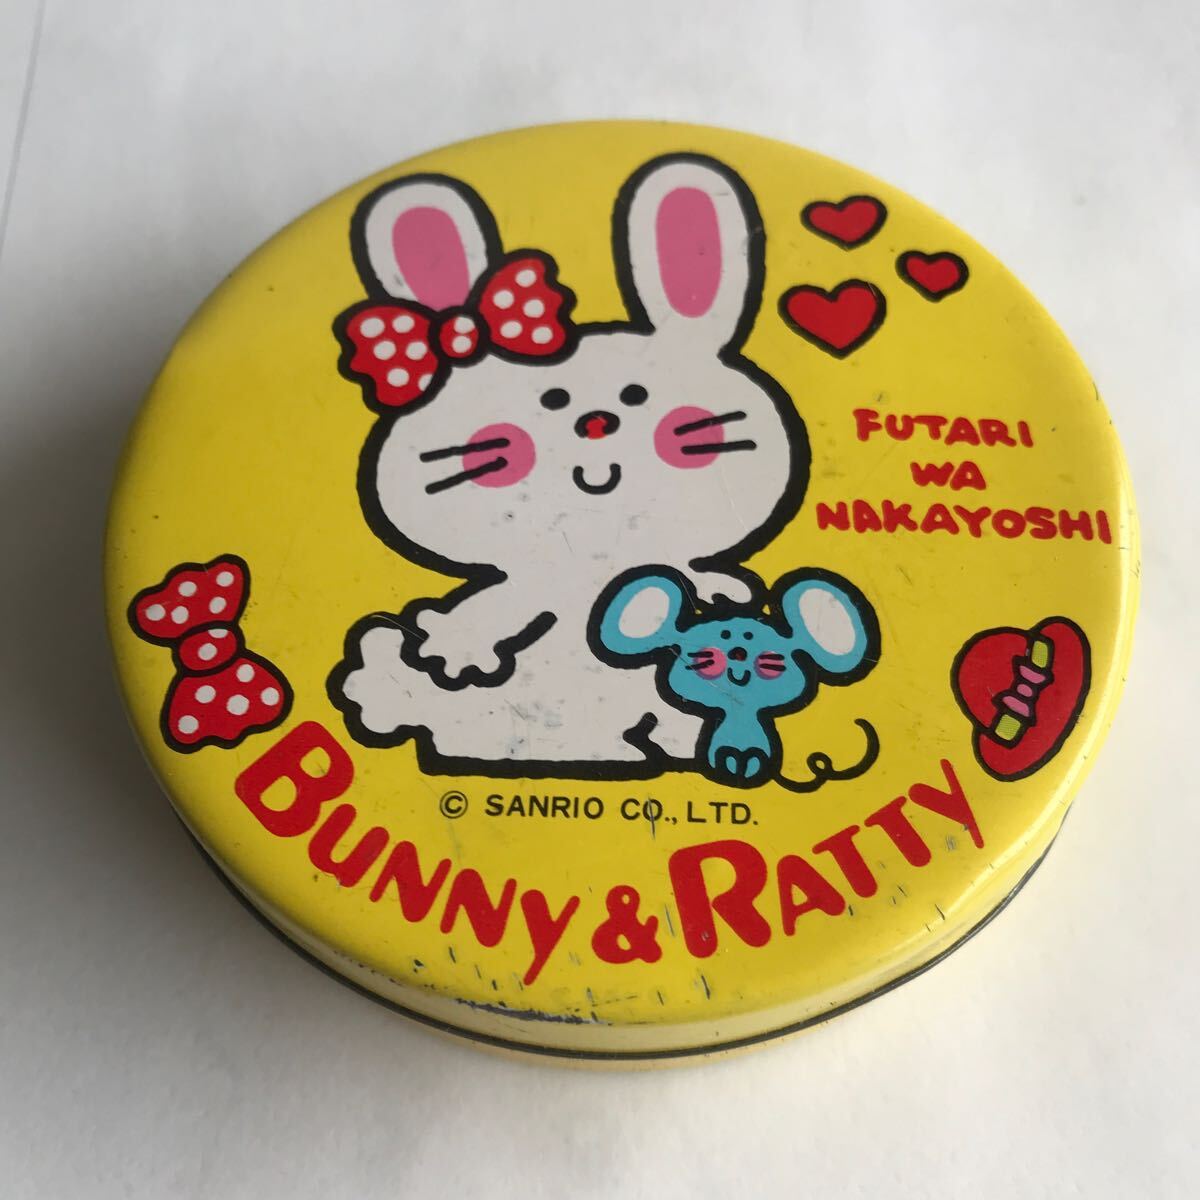 FUTARI
WA
NAKAYOSHI
© SANRIO CO., LTD.
BUNNY & RATTY